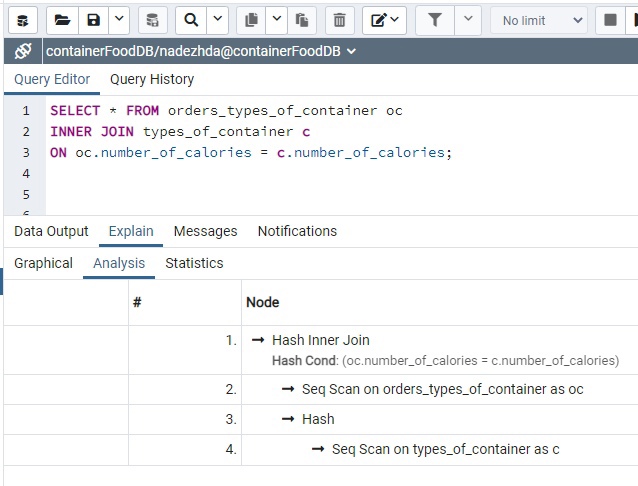 No limit
containerFoodDB/nadezhda@containerFoodDB
Query Editor Query History
1 SELECT * FROM orders_types_of_container oc
2 INNER JOIN types_of_container c
3 ON oc.number_of_calories = c.number_of_calories;
4
5
Data Output Explain Messages Notifications
Graphical Analysis Statistics
# Node
1. → Hash Inner Join
Hash Cond: (oc.number_of_calories = c.number_of_calories)
2. → Seq Scan on orders_types_of_container as oc
3. → Hash
4. → Seq Scan on types_of_container as c